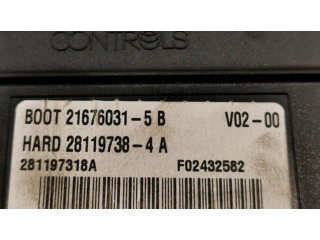 CONTROLS
BOOT 21676031-5 B V02-00
HARD 28119738-4 A
281197318A F02432582